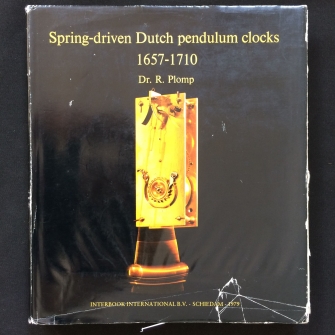 Spring-driven Dutch pendulum clocks
1657-1710
Dr. R. Plomp
INTERBOOK INTERNATIONAL B.V. - SCHIEDAM - 1979